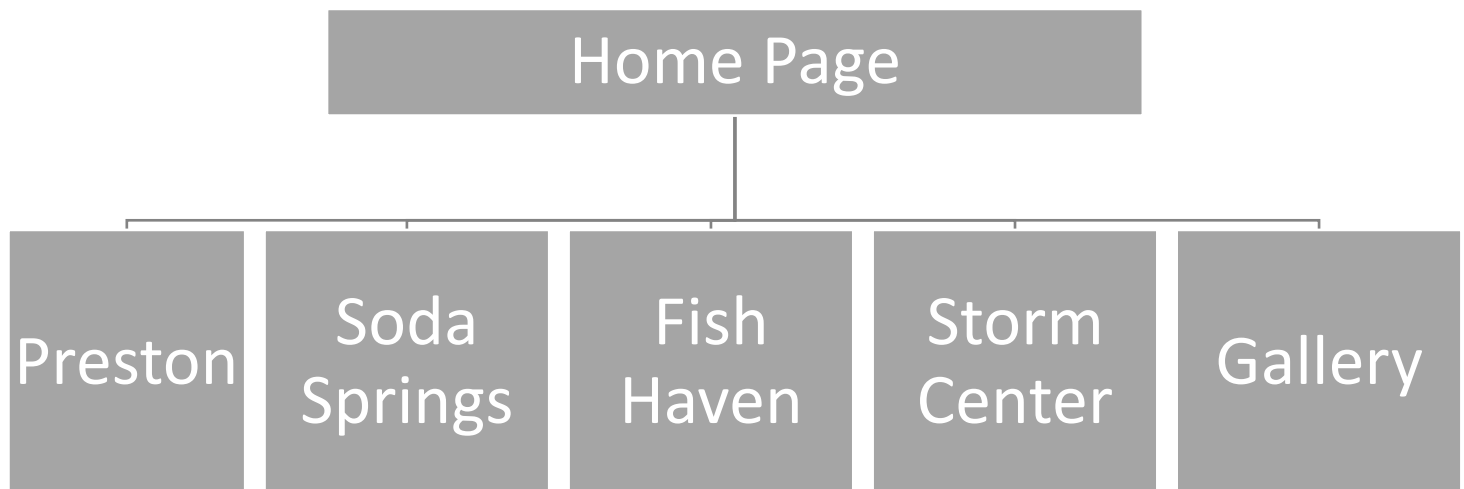 Home Page
Preston
Soda
Springs
Fish
Haven
Storm
Center
Gallery